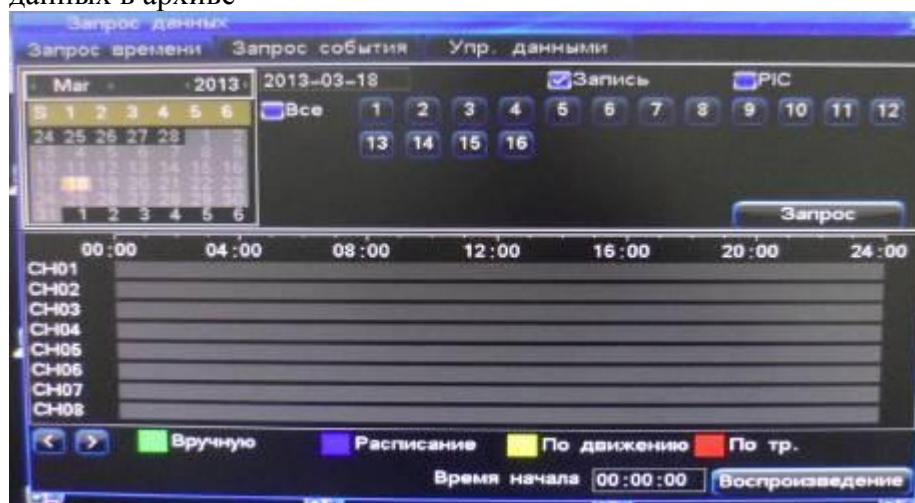 данных в архиве
Запрос данных
Запрос времени Запрос события Упр. данными
Mar 2013 2013-03-18 Запись PIC
S 1 2 3 4 5 6 Все 1 2 3 4 5 6 7 8 9 10 11 12
24 25 26 27 28 1 2 13 14 15 16
31 1 2 3 4 5 6
Запрос
00:00 04:00 08:00 12:00 16:00 20:00 24:00
CH01
CH02
CH03
CH04
CH05
CH06
CH07
CH08
< > Вручную Расписание По движению По тр.
Время начала 00:00:00 Воспроизведение